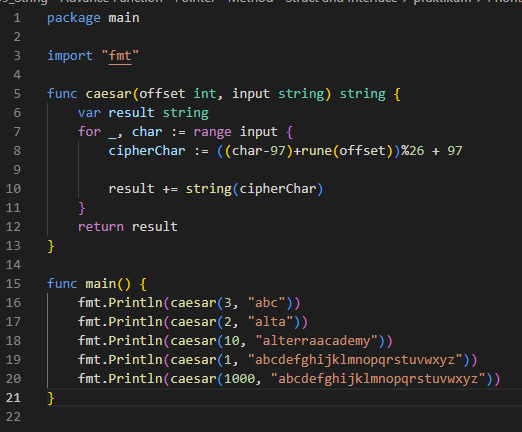 String - Advance Function - Pointer - Method - Struct and Interface > praktikum >
1 package main
2
3 import "fmt"
4
5 func caesar(offset int, input string) string {
6 var result string
7 for _, char := range input {
8 cipherChar := ((char-97)+rune(offset))%26 + 97
9
10 result += string(cipherChar)
11 }
12 return result
13 }
14
15 func main() {
16 fmt.Println(caesar(3, "abc"))
17 fmt.Println(caesar(2, "alta"))
18 fmt.Println(caesar(10, "alterraacademy"))
19 fmt.Println(caesar(1, "abcdefghijklmnopqrstuvwxyz"))
20 fmt.Println(caesar(1000, "abcdefghijklmnopqrstuvwxyz"))
21 }
22